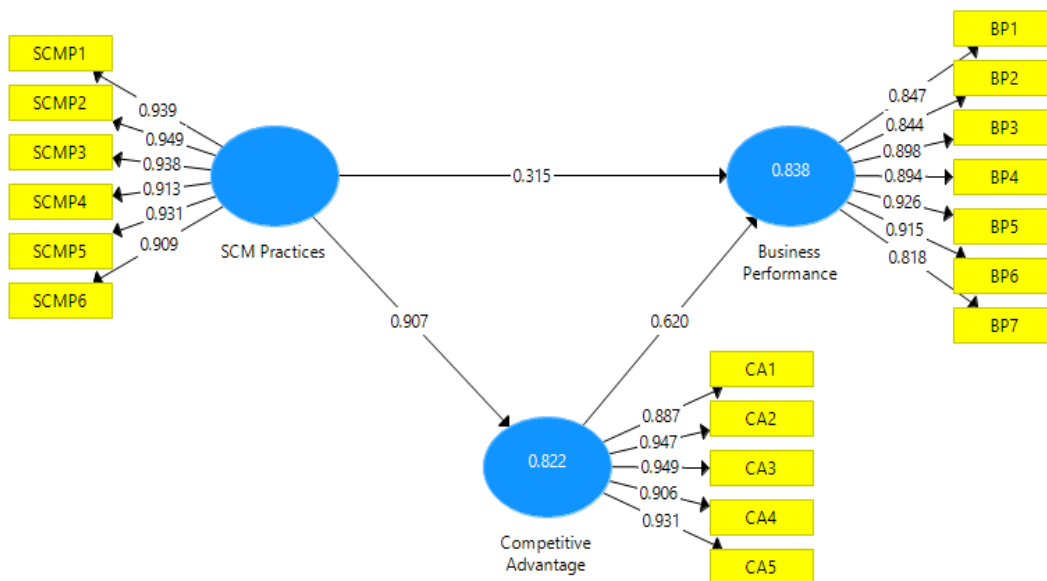 SCMP1
SCMP2
SCMP3
SCMP4
SCMP5
SCMP6
0.939
0.949
0.938
0.913
0.931
0.909
SCM Practices
0.315
0.907
0.620
0.838
Business
Performance
0.847
0.844
0.898
0.894
0.926
0.915
0.818
BP1
BP2
BP3
BP4
BP5
BP6
BP7
0.822
Competitive
Advantage
0.887
0.947
0.949
0.906
0.931
CA1
CA2
CA3
CA4
CA5